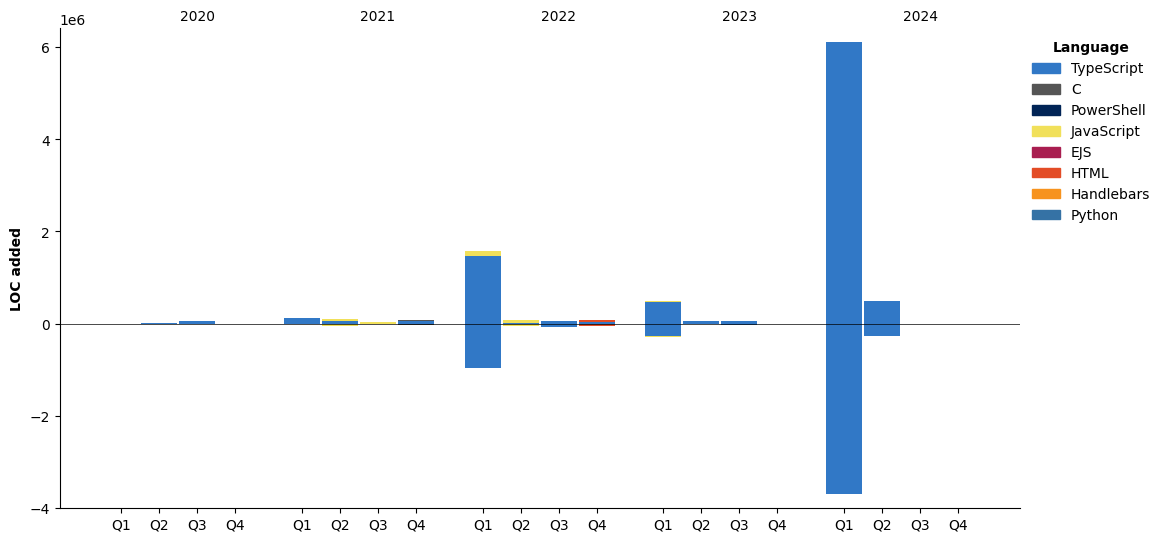 1e6
2020 2021 2022 2023 2024
Language
TypeScript
C
PowerShell
JavaScript
EJS
HTML
Handlebars
Python
LOC added
6
4
2
0
−2
−4
Q1 Q2 Q3 Q4 Q1 Q2 Q3 Q4 Q1 Q2 Q3 Q4 Q1 Q2 Q3 Q4 Q1 Q2 Q3 Q4